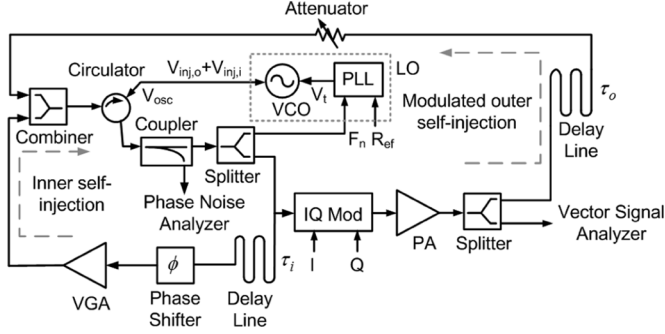 Attenuator
Circulator
V_inj,o+V_inj,i
V_osc
VCO
V_t
PLL
LO
F_n
R_ef
Modulated outer
self-injection
τ_o
Delay
Line
Combiner
Coupler
Splitter
Inner self-
injection
Phase Noise
Analyzer
IQ Mod
I
Q
PA
Splitter
Vector Signal
Analyzer
VGA
ϕ
Phase
Shifter
Delay
Line
τ_i